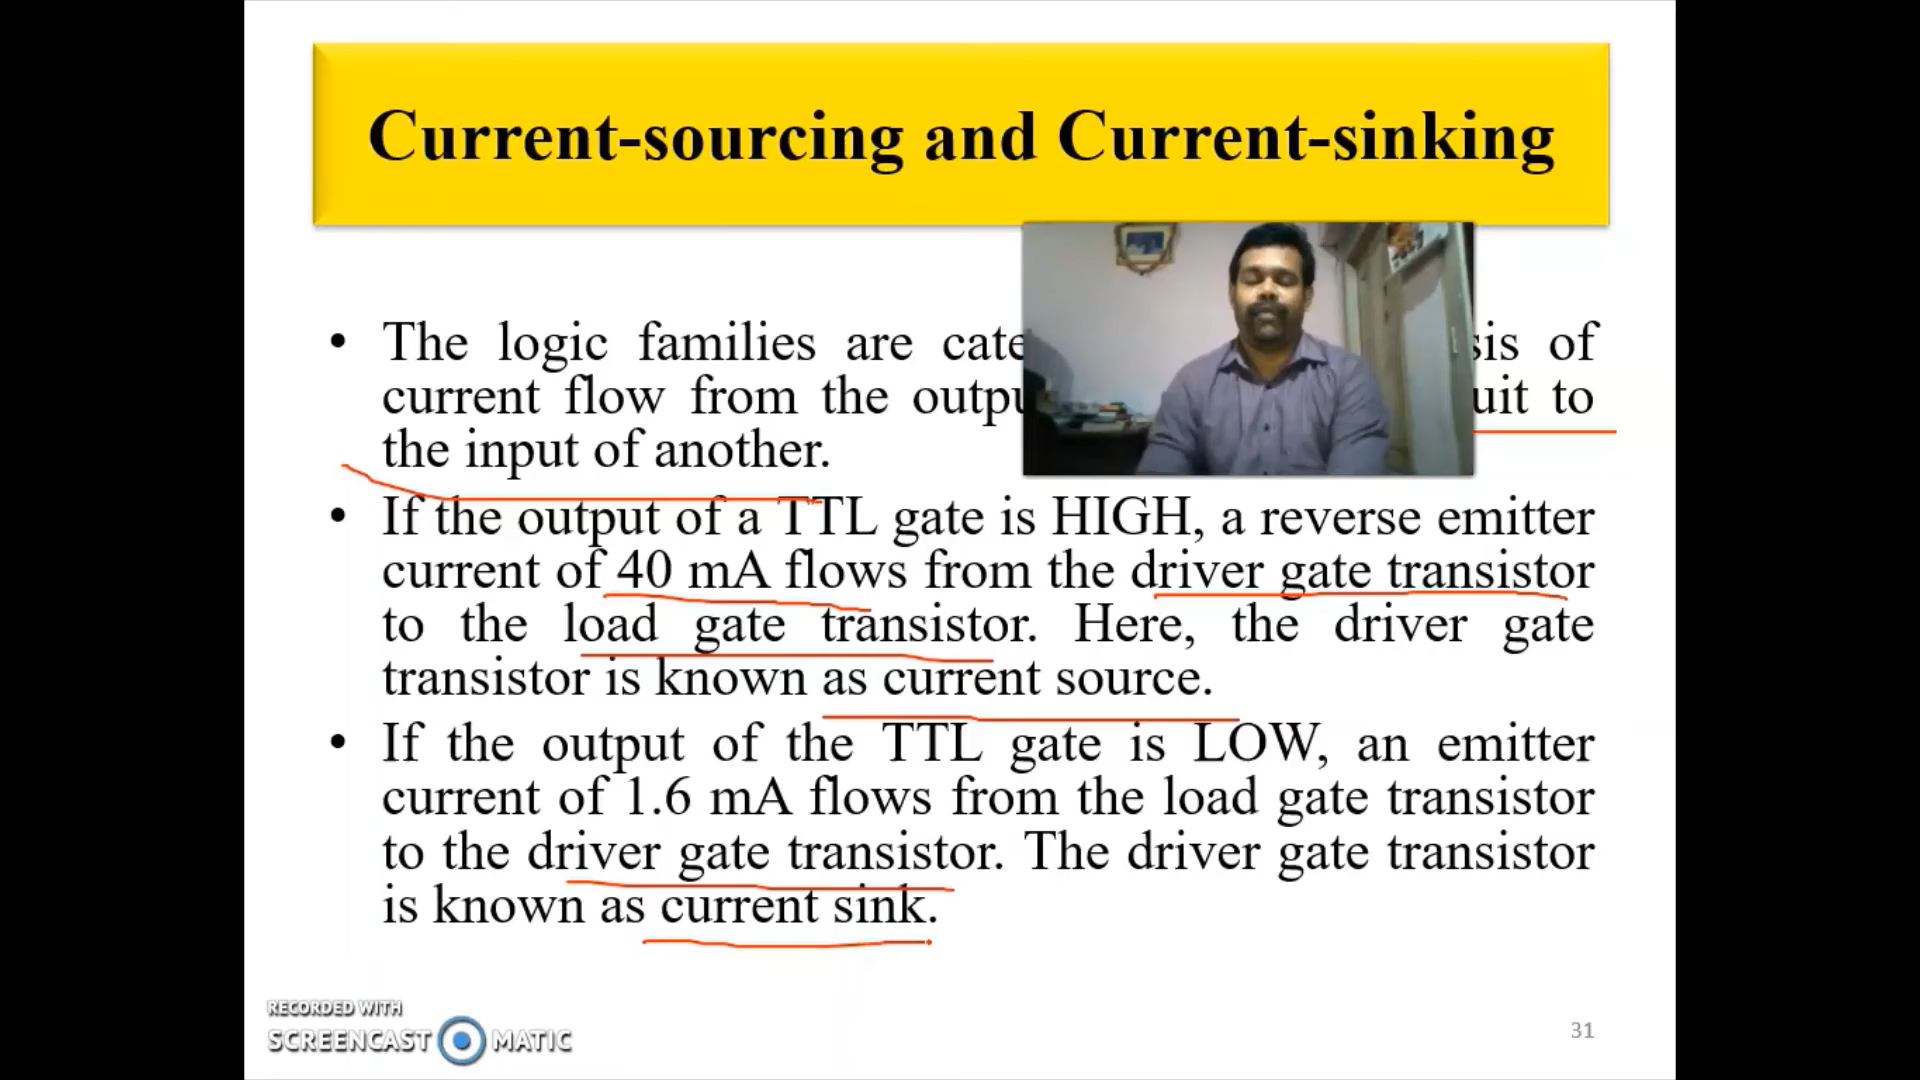 Current-sourcing and Current-sinking
• The logic families are of
current flow from the to
the input of another.
• If the output of a TTL gate is HIGH, a reverse emitter
current of 40 mA flows from the driver gate transistor
to the load gate transistor. Here, the driver gate
transistor is known as current source.
• If the output of the TTL gate is LOW, an emitter
current of 1.6 mA flows from the load gate transistor
to the driver gate transistor. The driver gate transistor
is known as current sink.
RECORDED WITH
SCREENCAST MATIC
31